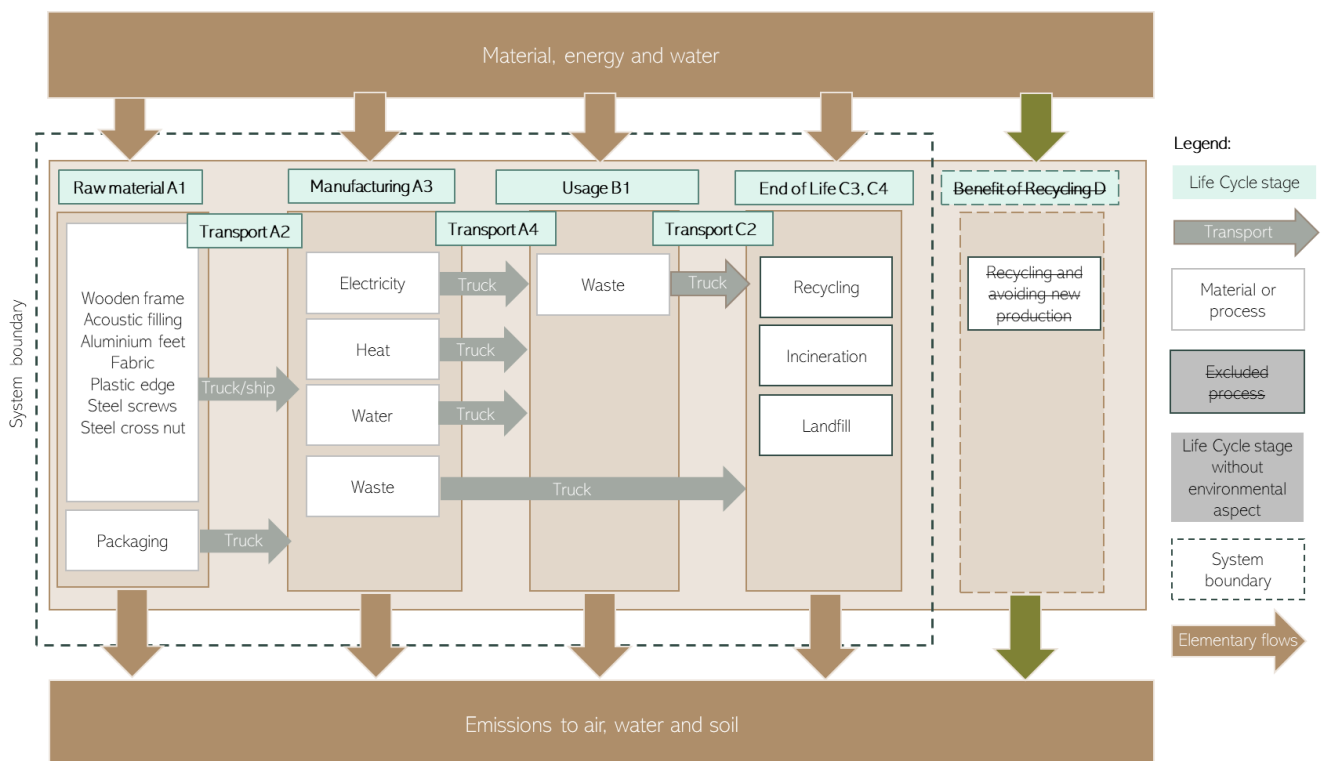 Material, energy and water
System boundary
Raw material A1
Transport A2
Manufacturing A3
Transport A4
Usage B1
Transport C2
End of Life C3, C4
Benefit of Recycling D
Wooden frame
Acoustic filling
Aluminium feet
Fabric
Plastic edge
Steel screws
Steel cross nut
Packaging
Truck/ship
Truck
Electricity
Heat
Water
Waste
Truck
Truck
Truck
Truck
Waste
Truck
Recycling
Incineration
Landfill
Recycling and
avoiding new
production
Emissions to air, water and soil
Legend:
Life Cycle stage
Transport
Material or
process
Excluded
process
Life Cycle stage
without
environmental
aspect
System
boundary
Elementary flows